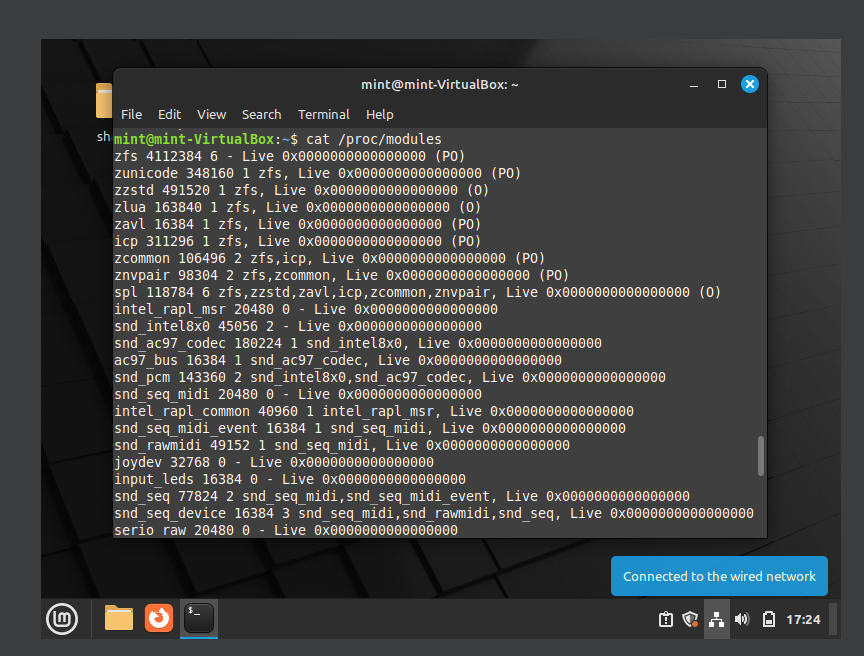 mint@mint-VirtualBox: ~
File Edit View Search Terminal Help
sh
mint@mint-VirtualBox:~$ cat /proc/modules
zfs 4112384 6 - Live 0x0000000000000000 (PO)
zunicode 348160 1 zfs, Live 0x0000000000000000 (PO)
zzstd 491520 1 zfs, Live 0x0000000000000000 (O)
zlua 163840 1 zfs, Live 0x0000000000000000 (O)
zavl 16384 1 zfs, Live 0x0000000000000000 (PO)
icp 311296 1 zfs, Live 0x0000000000000000 (PO)
zcommon 106496 2 zfs,icp, Live 0x0000000000000000 (PO)
znvpair 98304 2 zfs,zcommon, Live 0x0000000000000000 (PO)
spl 118784 6 zfs,zzstd,zavl,icp,zcommon,znvpair, Live 0x0000000000000000 (O)
intel_rapl_msr 20480 0 - Live 0x0000000000000000
snd_intel8x0 45056 2 - Live 0x0000000000000000
snd_ac97_codec 180224 1 snd_intel8x0, Live 0x0000000000000000
ac97_bus 16384 1 snd_ac97_codec, Live 0x0000000000000000
snd_pcm 143360 2 snd_intel8x0,snd_ac97_codec, Live 0x0000000000000000
snd_seq_midi 20480 0 - Live 0x0000000000000000
intel_rapl_common 40960 1 intel_rapl_msr, Live 0x0000000000000000
snd_seq_midi_event 16384 1 snd_seq_midi, Live 0x0000000000000000
snd_rawmidi 49152 1 snd_seq_midi, Live 0x0000000000000000
joydev 32768 0 - Live 0x0000000000000000
input_leds 16384 0 - Live 0x0000000000000000
snd_seq 77824 2 snd_seq_midi,snd_seq_midi_event, Live 0x0000000000000000
snd_seq_device 16384 3 snd_seq_midi,snd_rawmidi,snd_seq, Live 0x0000000000000000
serio raw 20480 0 - Live 0x0000000000000000
Connected to the wired network
$_
17:24